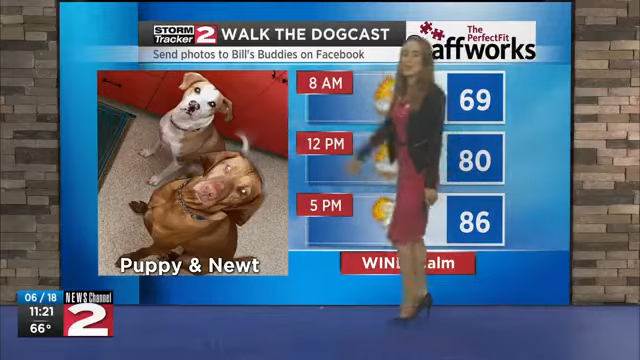 STORM Tracker 2 WALK THE DOGCAST
Send photos to Bill's Buddies on Facebook
The PerfectFit
affworks
8 AM
69
12 PM
80
5 PM
86
Puppy & Newt
WIND alm
06 / 18
11:21
66°
NEWS Channel
2